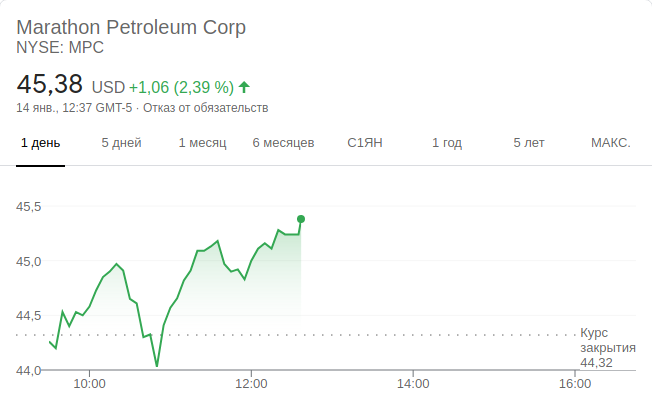 Marathon Petroleum Corp
NYSE: MPC
45,38 USD +1,06 (2,39 %)
14 янв., 12:37 GMT-5 · Отказ от обязательств
1 день 5 дней 1 месяц 6 месяцев С1ЯН 1 год 5 лет МАКС.
45,5
45,0
44,5
Курс
закрытия
44,32
44,0
10:00 12:00 14:00 16:00